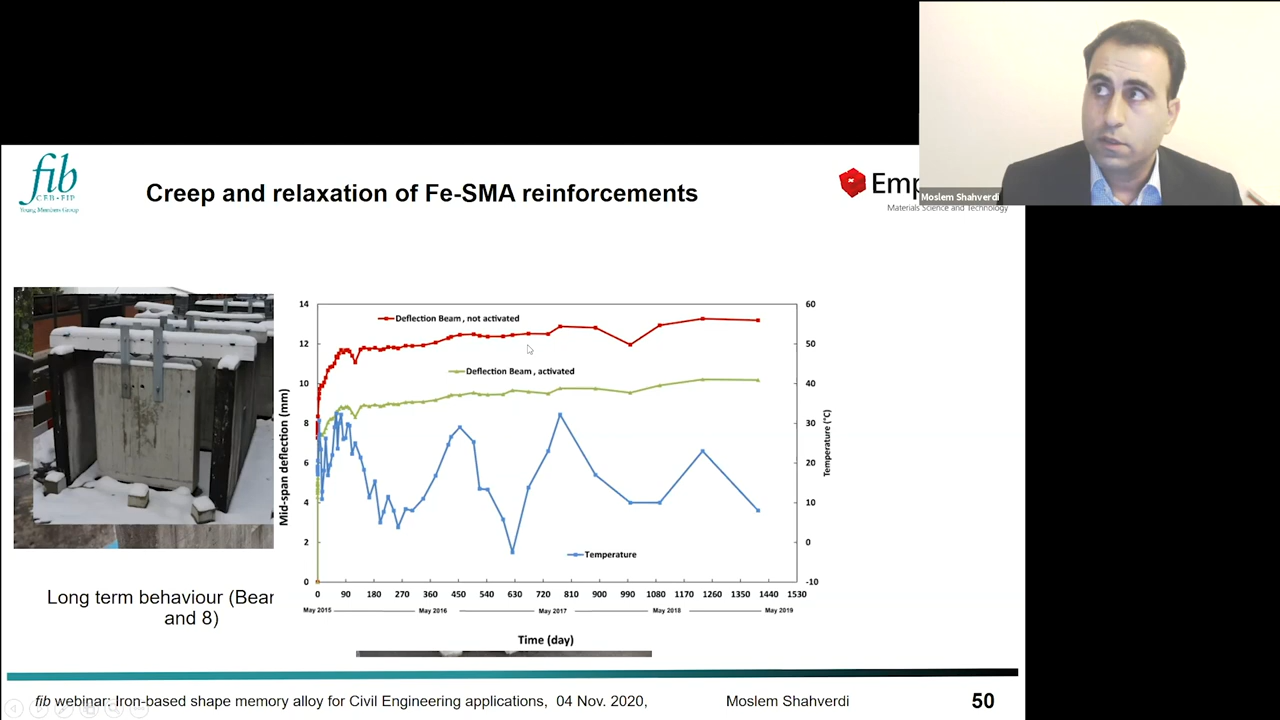 fib
CEB-FIP
Young Members Group
Creep and relaxation of Fe-SMA reinforcements
Emp
Materials Science and Technology
Moslem Shahverdi
14
12
10
8
6
4
2
0
Mid-span deflection (mm)
Deflection Beam , not activated
Deflection Beam , activated
Temperature
60
50
40
30
20
10
0
-10
Temperature (°C)
0 90 180 270 360 450 540 630 720 810 900 990 1080 1170 1260 1350 1440 1530
May 2015 May 2016 May 2017 May 2018 May 2019
Time (day)
Long term behaviour (Bear
and 8)
fib webinar: Iron-based shape memory alloy for Civil Engineering applications, 04 Nov. 2020, Moslem Shahverdi 50